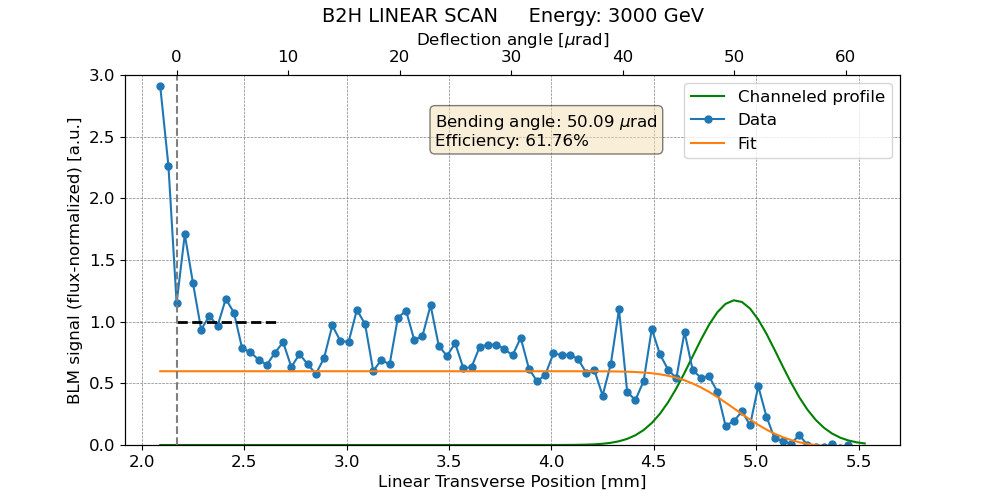 B2H LINEAR SCAN     Energy: 3000 GeV
Deflection angle [μrad]
0 10 20 30 40 50 60
3.0
2.5
2.0
1.5
1.0
0.5
0.0
BLM signal (flux-normalized) [a.u.]
Bending angle: 50.09 μrad
Efficiency: 61.76%
Channeled profile
Data
Fit
2.0 2.5 3.0 3.5 4.0 4.5 5.0 5.5
Linear Transverse Position [mm]